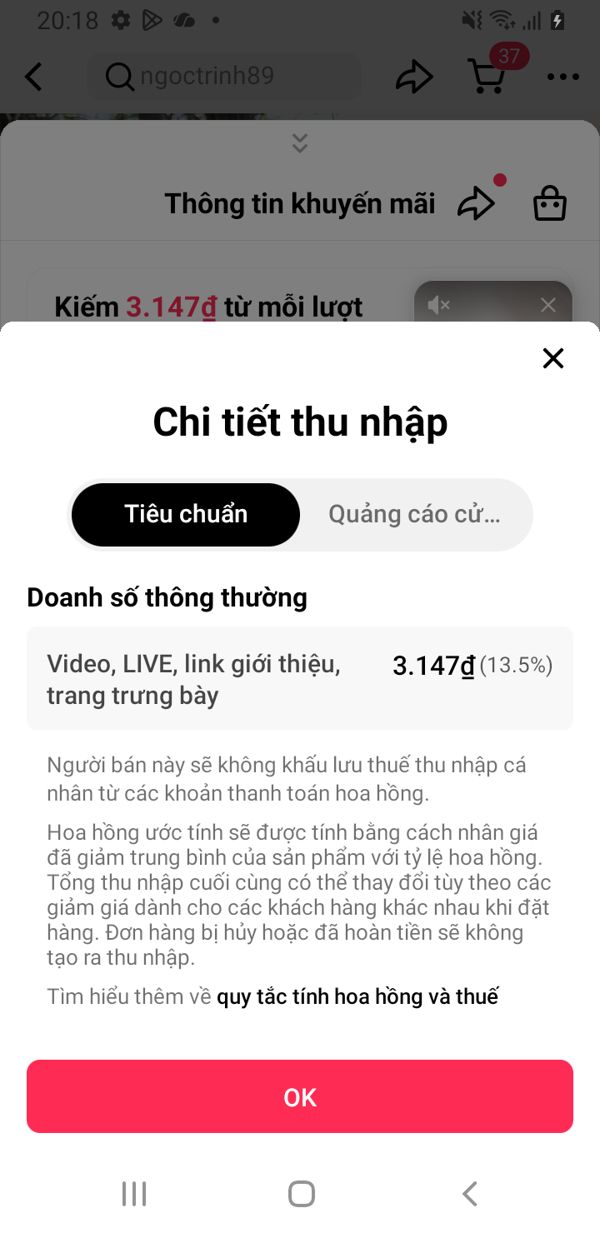 20:18
ngoctrinh89
37
Thông tin khuyến mãi
Kiếm 3.147₫ từ mỗi lượt
Chi tiết thu nhập
Tiêu chuẩn
Quảng cáo cử...
Doanh số thông thường
Video, LIVE, link giới thiệu,
trang trưng bày
3.147₫ (13.5%)
Người bán này sẽ không khấu lưu thuế thu nhập cá
nhân từ các khoản thanh toán hoa hồng.
Hoa hồng ước tính sẽ được tính bằng cách nhân giá
đã giảm trung bình của sản phẩm với tỷ lệ hoa hồng.
Tổng thu nhập cuối cùng có thể thay đổi tùy theo các
giảm giá dành cho các khách hàng khác nhau khi đặt
hàng. Đơn hàng bị hủy hoặc đã hoàn tiền sẽ không
tạo ra thu nhập.
Tìm hiểu thêm về quy tắc tính hoa hồng và thuế
OK